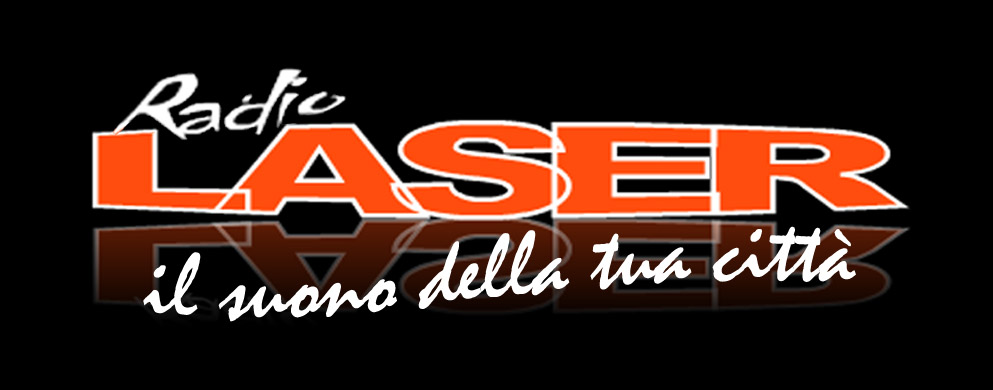 Radio
LASER
il suono della tua città